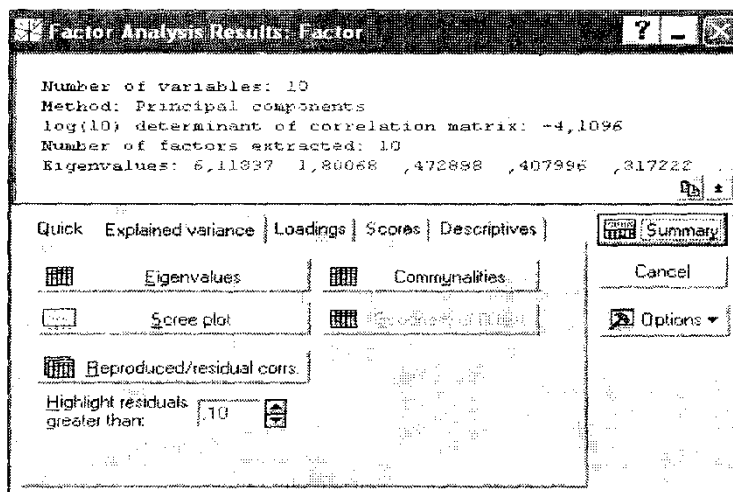 Factor Analysis Results: Factor
Number of variables: 10
Method: Principal components
log(10) determinant of correlation matrix: -4,1096
Number of factors extracted: 10
Eigenvalues: 6,11837 1,80068 ,472898 ,407996 ,317222
Quick Explained variance Loadings Scores Descriptives
Summary
Eigenvalues
Communalities
Cancel
Scree plot
Options
Reproduced/residual corrs.
Highlight residuals
greater than: .10